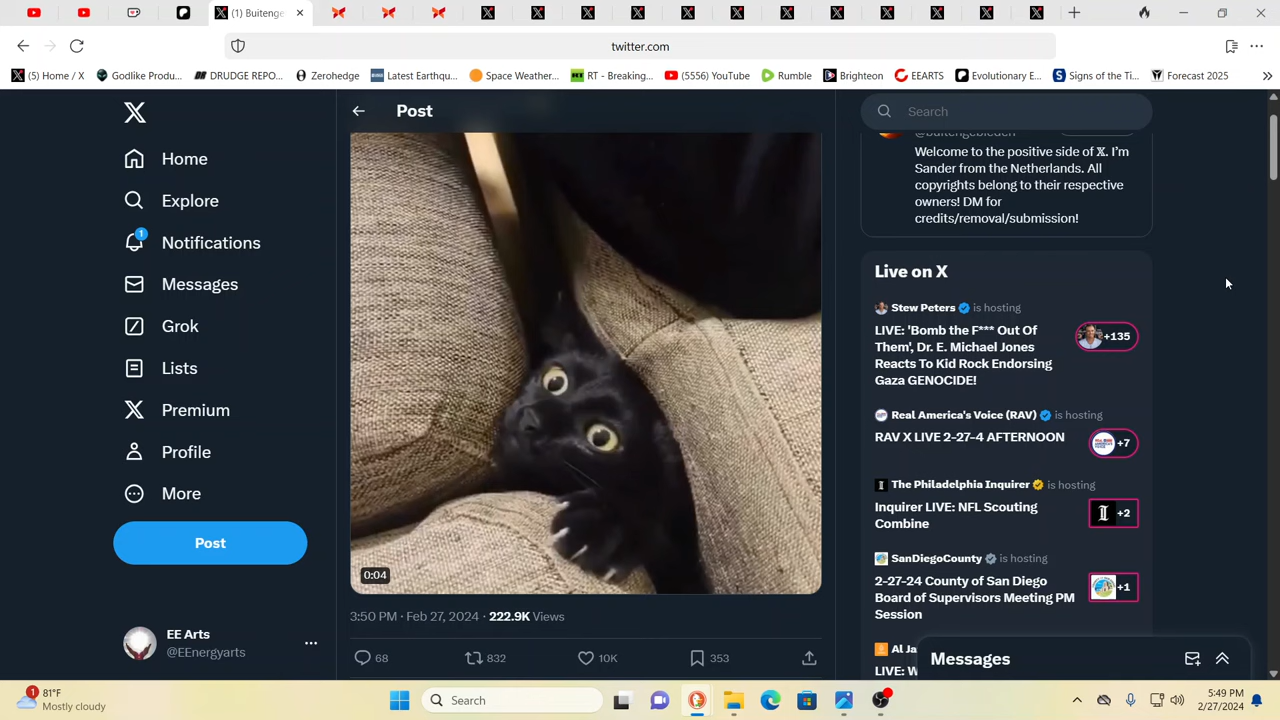 (1) Buitenge
twitter.com
(5) Home / X
Godlike Produ...
DRUDGE REPO...
Zerohedge
Latest Earthqu...
Space Weather...
RT - Breaking...
(5556) YouTube
Rumble
Brighteon
EEARTS
Evolutionary E...
Signs of the Ti...
Forecast 2025
Home
Explore
1
Notifications
Messages
Grok
Lists
Premium
Profile
More
Post
EE Arts
@EEnergyarts
Post
0:04
3:50 PM · Feb 27, 2024 · 222.9K Views
68
832
10K
353
Search
@buitengebieden
Welcome to the positive side of 𝕏. I'm
Sander from the Netherlands. All
copyrights belong to their respective
owners! DM for
credits/removal/submission!
Live on X
Stew Peters is hosting
LIVE: 'Bomb the F*** Out Of
Them', Dr. E. Michael Jones
Reacts To Kid Rock Endorsing
Gaza GENOCIDE!
+135
Real America's Voice (RAV) is hosting
RAV X LIVE 2-27-4 AFTERNOON
+7
The Philadelphia Inquirer is hosting
Inquirer LIVE: NFL Scouting
Combine
+2
SanDiegoCounty is hosting
2-27-24 County of San Diego
Board of Supervisors Meeting PM
Session
+1
Al Ja
LIVE: W
Messages
1
81°F
Mostly cloudy
Search
5:49 PM
2/27/2024